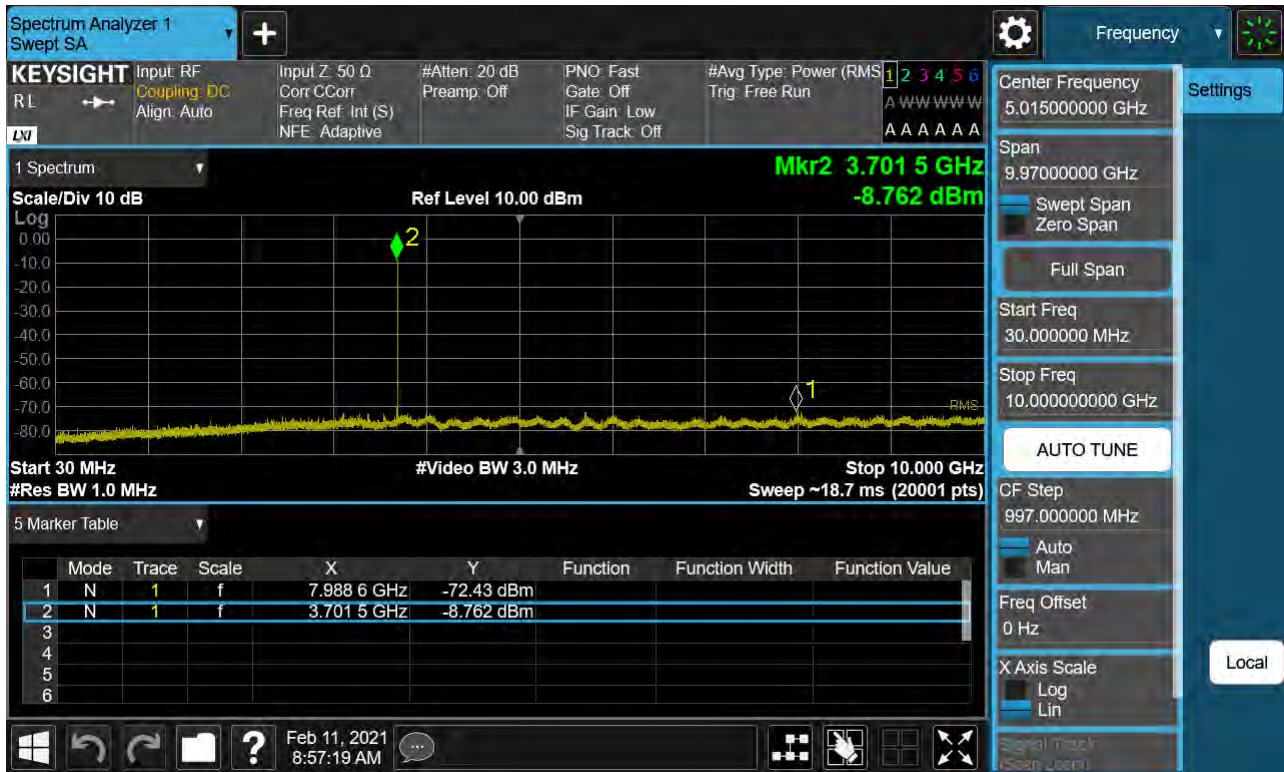 Spectrum Analyzer 1
Swept SA
Frequency
KEYSIGHT
RL
LXI
Input: RF
Coupling: DC
Align: Auto
Input Z: 50 Ω
Corr CCorr
Freq Ref: Int (S)
NFE: Adaptive
#Atten: 20 dB
Preamp: Off
PNO: Fast
Gate: Off
IF Gain: Low
Sig Track: Off
#Avg Type: Power (RMS
Trig: Free Run
1 2 3 4 5 6
A W W W W W
A A A A A A
1 Spectrum
Mkr2 3.701 5 GHz
Scale/Div 10 dB
Ref Level 10.00 dBm
-8.762 dBm
Log
0.00
-10.0
-20.0
-30.0
-40.0
-50.0
-60.0
-70.0
-80.0
2
1
RMS
Start 30 MHz
#Video BW 3.0 MHz
Stop 10.000 GHz
#Res BW 1.0 MHz
Sweep ~18.7 ms (20001 pts)
5 Marker Table
Mode Trace Scale X Y Function Function Width Function Value
1 N 1 f 7.988 6 GHz -72.43 dBm
2 N 1 f 3.701 5 GHz -8.762 dBm
3
4
5
6
Feb 11, 2021
8:57:19 AM
Center Frequency
5.015000000 GHz
Span
9.97000000 GHz
Swept Span
Zero Span
Full Span
Start Freq
30.000000 MHz
Stop Freq
10.000000000 GHz
AUTO TUNE
CF Step
997.000000 MHz
Auto
Man
Freq Offset
0 Hz
X Axis Scale
Log
Lin
Signal Track
(Span Zoom)
Settings
Local